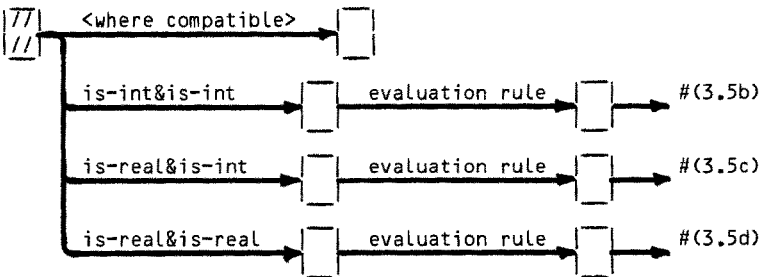 <where compatible>
//
//
is-int&is-int evaluation rule #(3.5b)
is-real&is-int evaluation rule #(3.5c)
is-real&is-real evaluation rule #(3.5d)